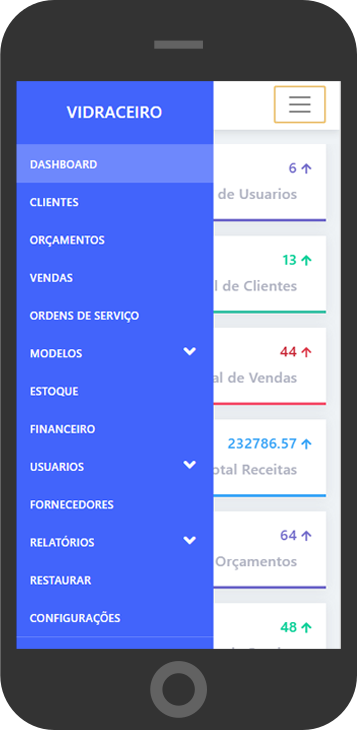 VIDRACEIRO
DASHBOARD
CLIENTES
ORÇAMENTOS
VENDAS
ORDENS DE SERVIÇO
MODELOS
ESTOQUE
FINANCEIRO
USUARIOS
FORNECEDORES
RELATÓRIOS
RESTAURAR
CONFIGURAÇÕES
6
de Usuarios
13
l de Clientes
44
al de Vendas
232786.57
otal Receitas
64
Orçamentos
48